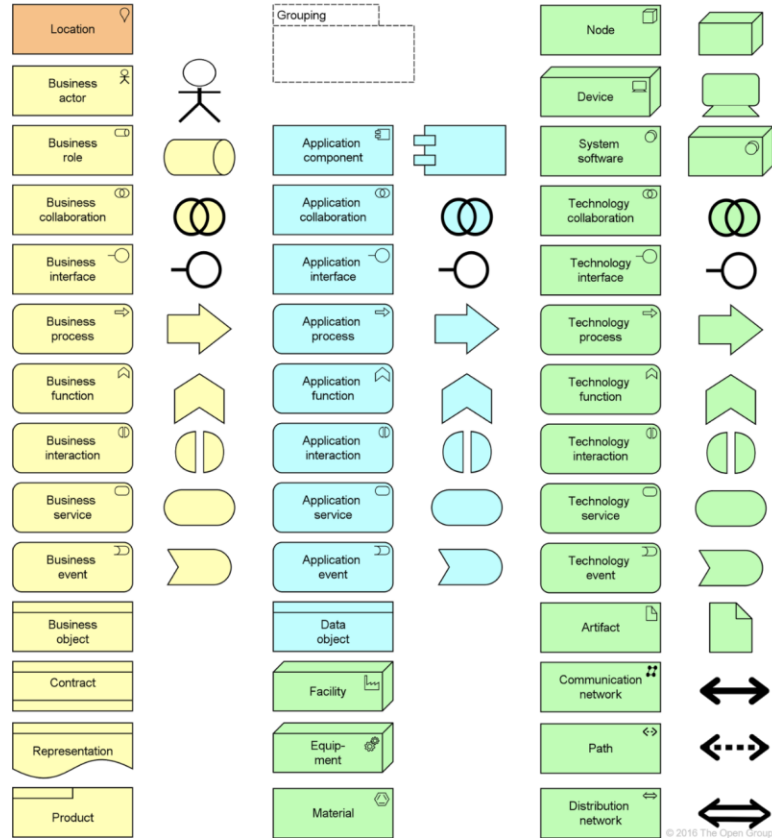 Location
Grouping
Node
Business
actor
Device
Business
role
Application
component
System
software
Business
collaboration
Application
collaboration
Technology
collaboration
Business
interface
Application
interface
Technology
interface
Business
process
Application
process
Technology
process
Business
function
Application
function
Technology
function
Business
interaction
Application
interaction
Technology
interaction
Business
service
Application
service
Technology
service
Business
event
Application
event
Technology
event
Business
object
Data
object
Artifact
Contract
Facility
Communication
network
Representation
Equip-
ment
Path
Product
Material
Distribution
network
© 2016 The Open Group